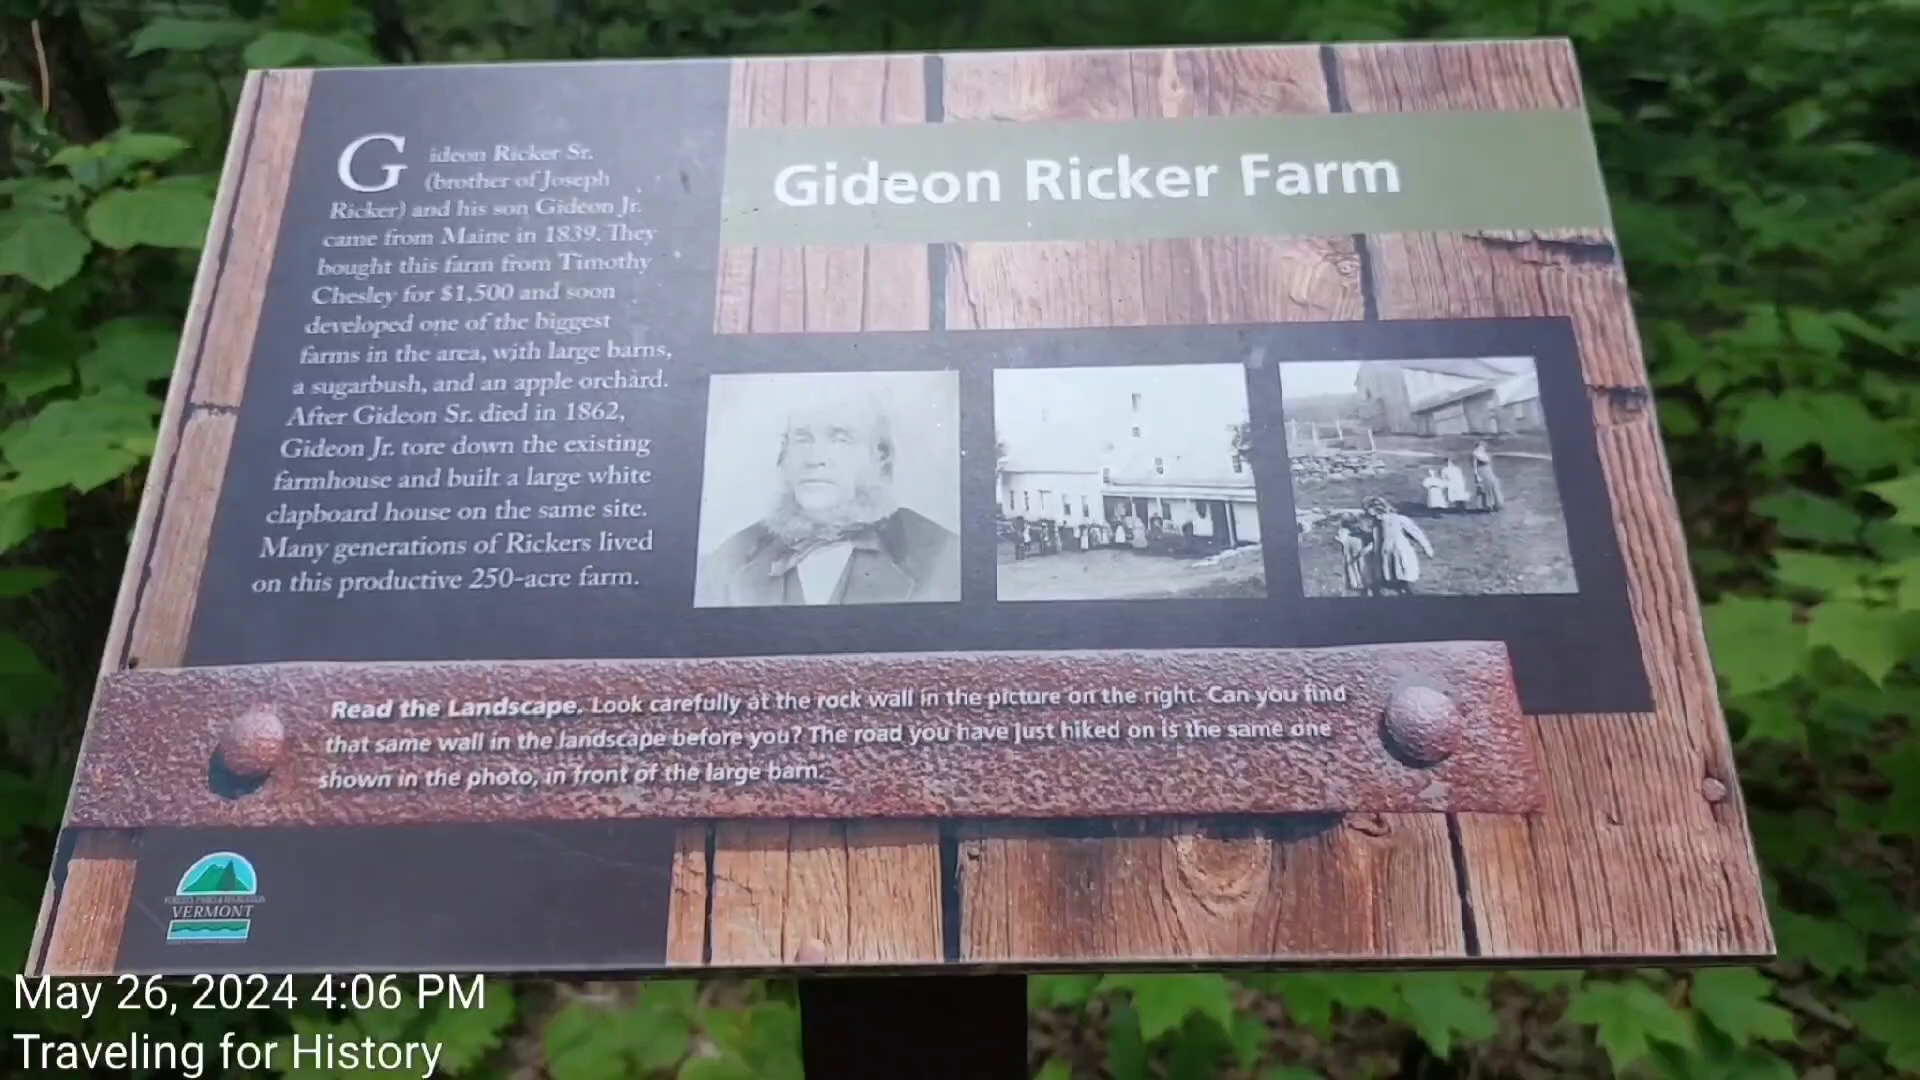 Gideon Ricker Farm
Gideon Ricker Sr.
(brother of Joseph
Ricker) and his son Gideon Jr.
came from Maine in 1839. They
bought this farm from Timothy
Chesley for $1,500 and soon
developed one of the biggest
farms in the area, with large barns,
a sugarbush, and an apple orchard.
After Gideon Sr. died in 1862,
Gideon Jr. tore down the existing
farmhouse and built a large white
clapboard house on the same site.
Many generations of Rickers lived
on this productive 250-acre farm.
Read the Landscape. Look carefully at the rock wall in the picture on the right. Can you find
that same wall in the landscape before you? The road you have just hiked on is the same one
shown in the photo, in front of the large barn.
FORESTS, PARKS & RECREATION
VERMONT
May 26, 2024 4:06 PM
Traveling for History